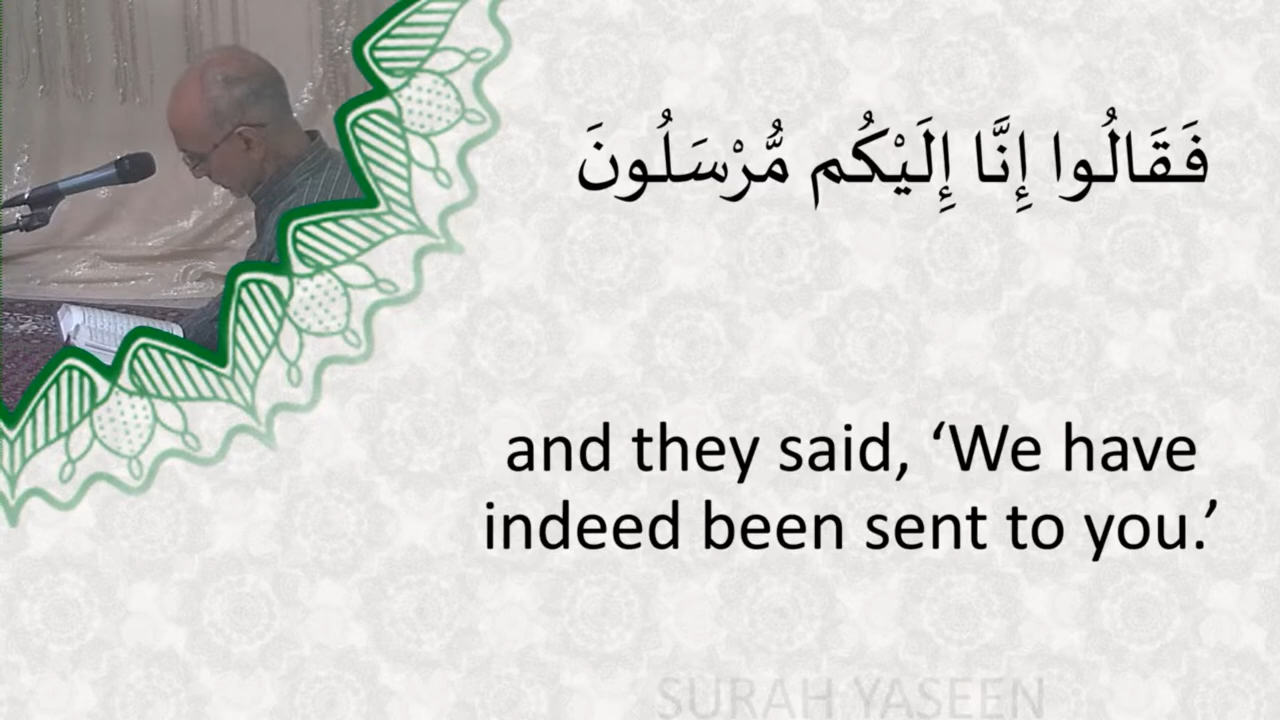 فَقَالُوا إِنَّا إِلَيْكُم مُّرْسَلُونَ
and they said, ‘We have
indeed been sent to you.’
SURAH YASEEN